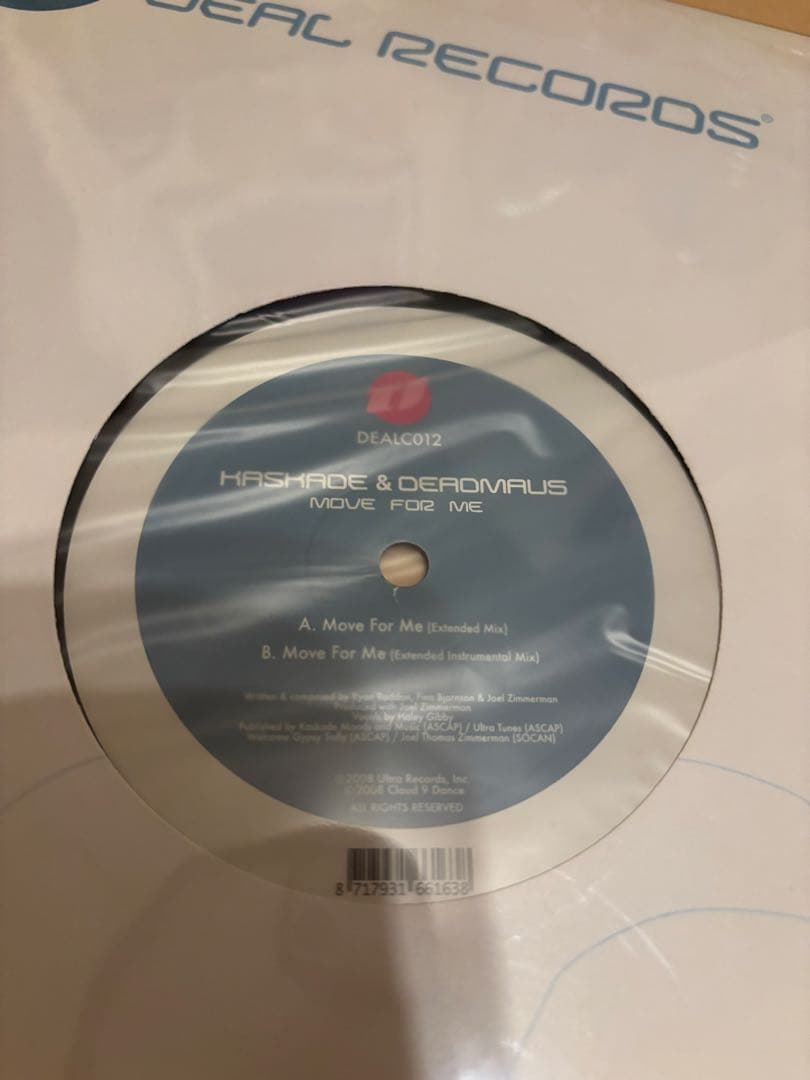 DEAL RECORDS®
DEALC012
KASKADE & DEADMAUS
MOVE FOR ME
A. Move For Me (Extended Mix)
B. Move For Me (Extended Instrumental Mix)
Written & composed by Ryan Raddon, Finn Bjarnson & Joel Zimmerman
Produced with Joel Zimmerman
Vocals by Haley Gibby
Published by Kaskade Music (ASCAP) / Ultra Tunes (ASCAP)
Gypsy Sally (ASCAP) / Joel Thomas Zimmerman (SOCAN)
℗ 2008 Ultra Records, Inc.
© 2008 Cloud 9 Dance
ALL RIGHTS RESERVED
8 717931 661638